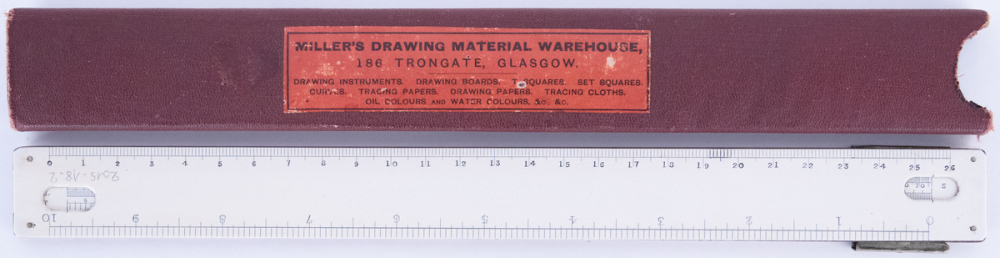 MILLER'S DRAWING MATERIAL WAREHOUSE,
186 TRONGATE, GLASGOW.
DRAWING INSTRUMENTS. DRAWING BOARDS. T SQUARES. SET SQUARES.
CURVES. TRACING PAPERS. DRAWING PAPERS. TRACING CLOTHS.
OIL COLOURS AND WATER COLOURS, &c. &c.
0 1 2 3 4 5 6 7 8 9 10 11 12 13 14 15 16 17 18 19 20 21 22 23 24 25 26
2015-18-2
10 9 8 7 6 5 4 3 2 1 0